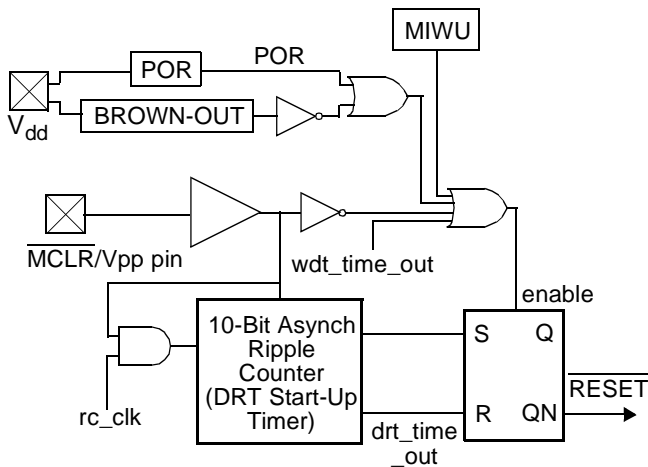 MIWU
POR
POR
BROWN-OUT
Vdd
MCLR/Vpp pin
wdt_time_out
enable
10-Bit Asynch
Ripple
Counter
(DRT Start-Up
Timer)
S
Q
RESET
R
QN
rc_clk
drt_time
_out